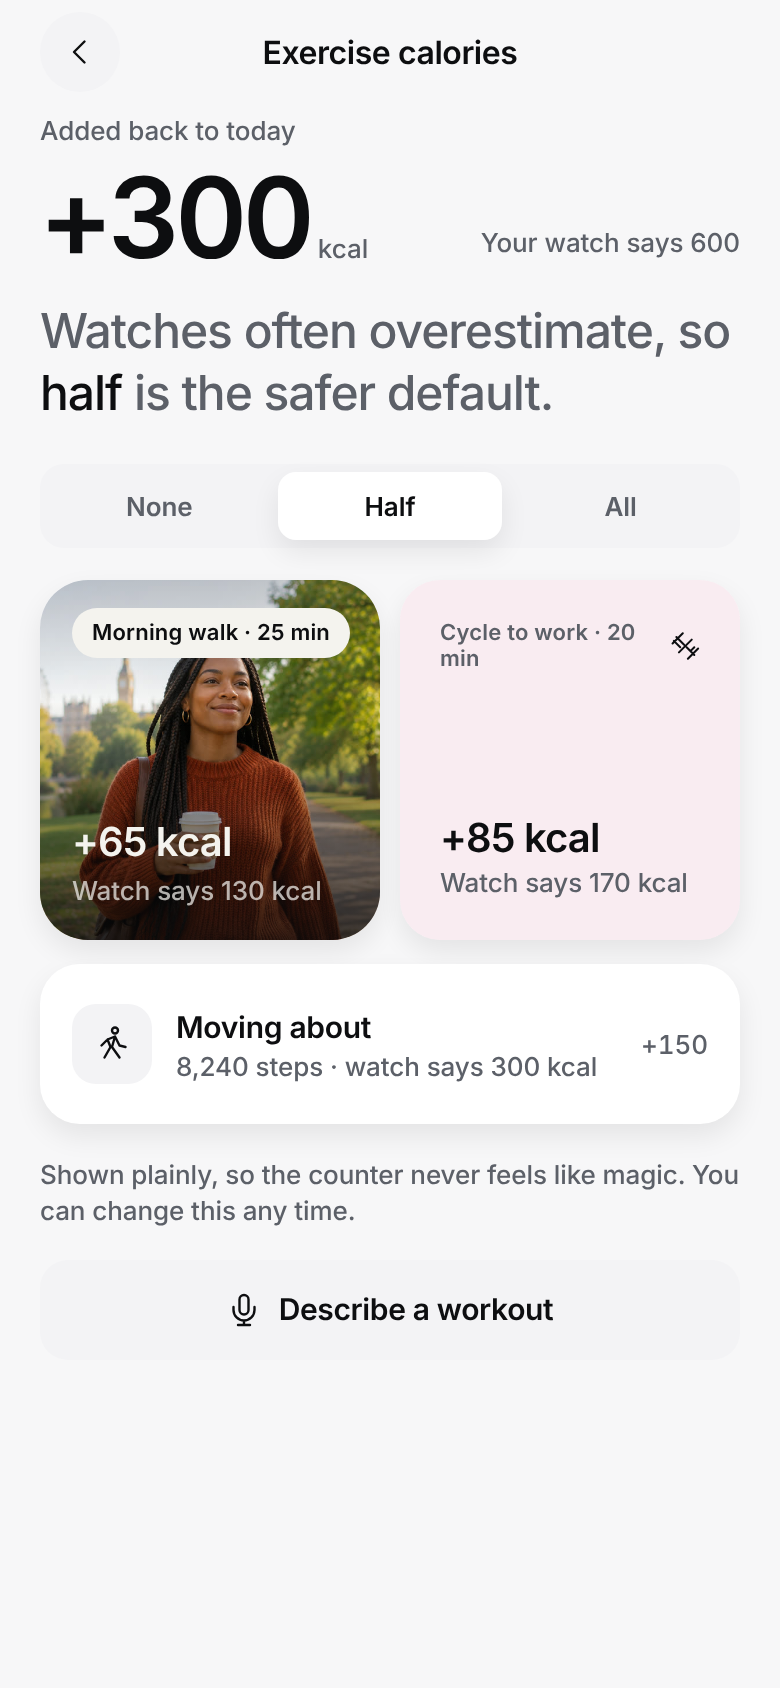 Exercise calories
Added back to today
+300 kcal
Your watch says 600
Watches often overestimate, so
half is the safer default.
None
Half
All
Morning walk · 25 min
+65 kcal
Watch says 130 kcal
Cycle to work · 20
min
+85 kcal
Watch says 170 kcal
Moving about
8,240 steps · watch says 300 kcal
+150
Shown plainly, so the counter never feels like magic. You
can change this any time.
Describe a workout